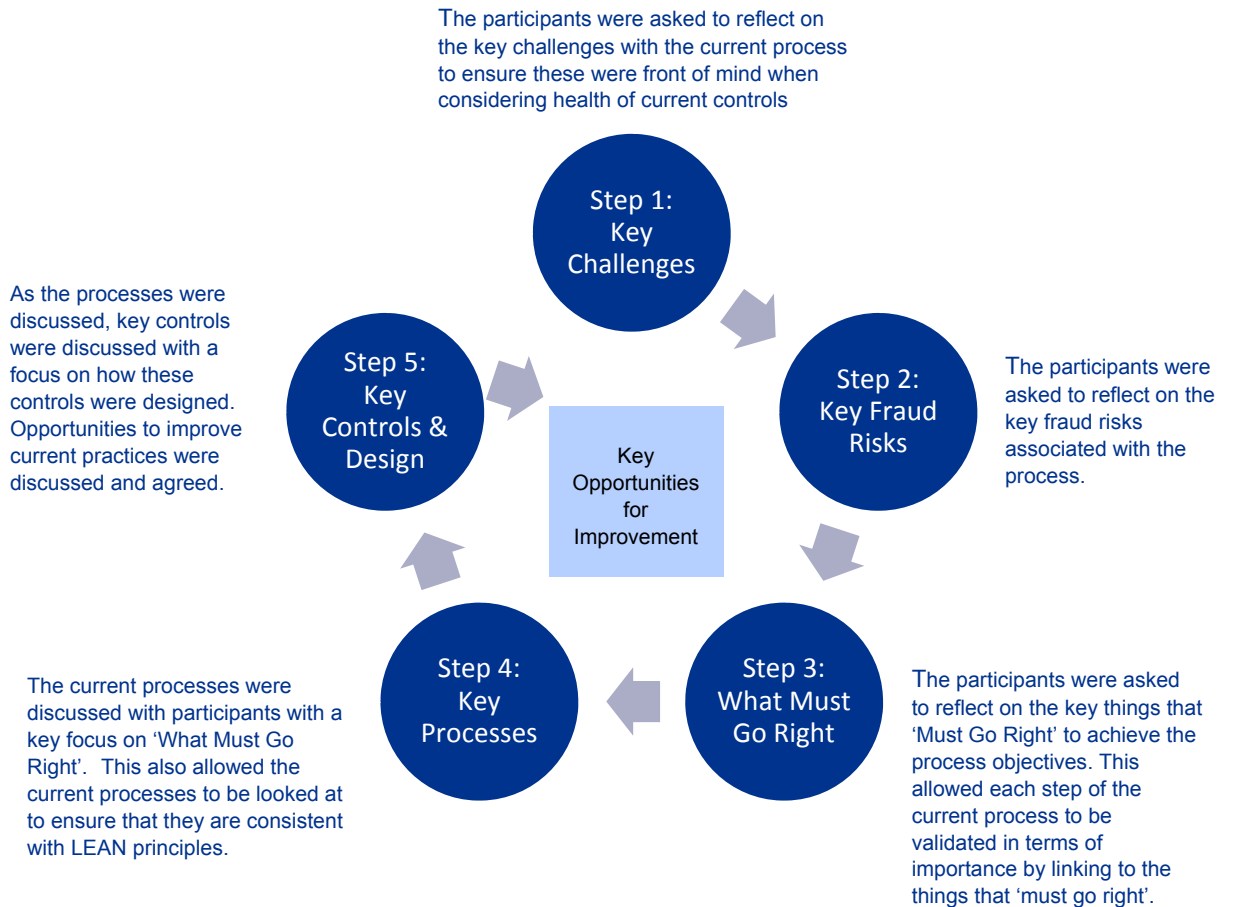 The participants were asked to reflect on
the key challenges with the current process
to ensure these were front of mind when
considering health of current controls
Step 1:
Key
Challenges
Step 2:
Key Fraud
Risks
The participants were
asked to reflect on the
key fraud risks
associated with the
process.
Step 3:
What Must
Go Right
The participants were asked
to reflect on the key things that
‘Must Go Right’ to achieve the
process objectives. This
allowed each step of the
current process to be
validated in terms of
importance by linking to the
things that ‘must go right’.
Step 4:
Key
Processes
The current processes were
discussed with participants with a
key focus on ‘What Must Go
Right’.  This also allowed the
current processes to be looked at
to ensure that they are consistent
with LEAN principles.
Step 5:
Key
Controls &
Design
As the processes were
discussed, key controls
were discussed with a
focus on how these
controls were designed.
Opportunities to improve
current practices were
discussed and agreed.
Key
Opportunities
for
Improvement